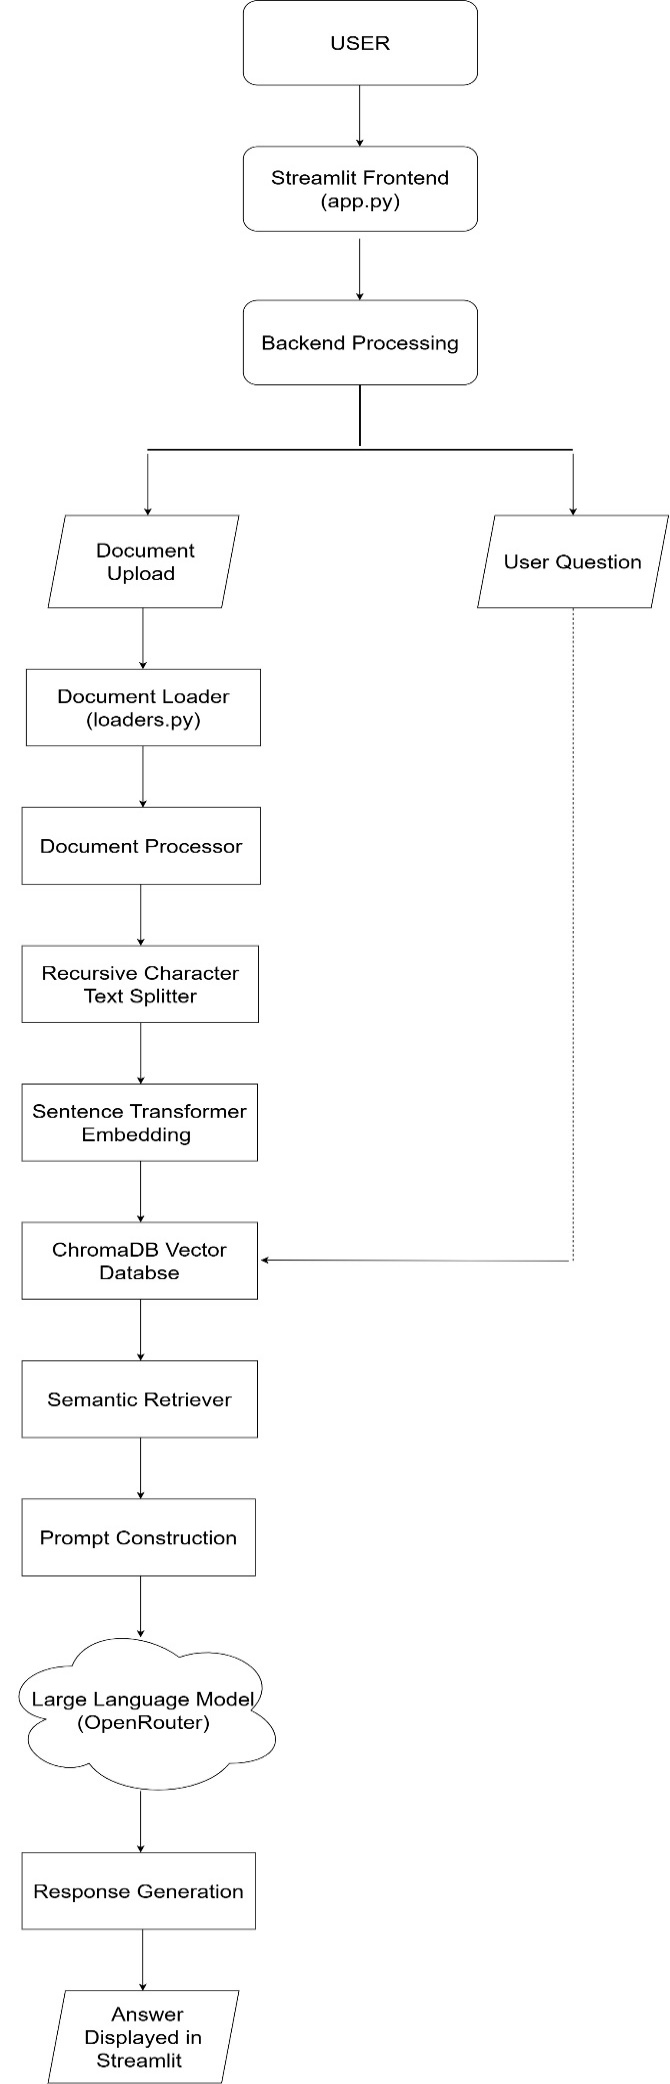 USER
Streamlit Frontend
(app.py)
Backend Processing
Document
Upload
User Question
Document Loader
(loaders.py)
Document Processor
Recursive Character
Text Splitter
Sentence Transformer
Embedding
ChromaDB Vector
Databse
Semantic Retriever
Prompt Construction
Large Language Model
(OpenRouter)
Response Generation
Answer
Displayed in
Streamlit